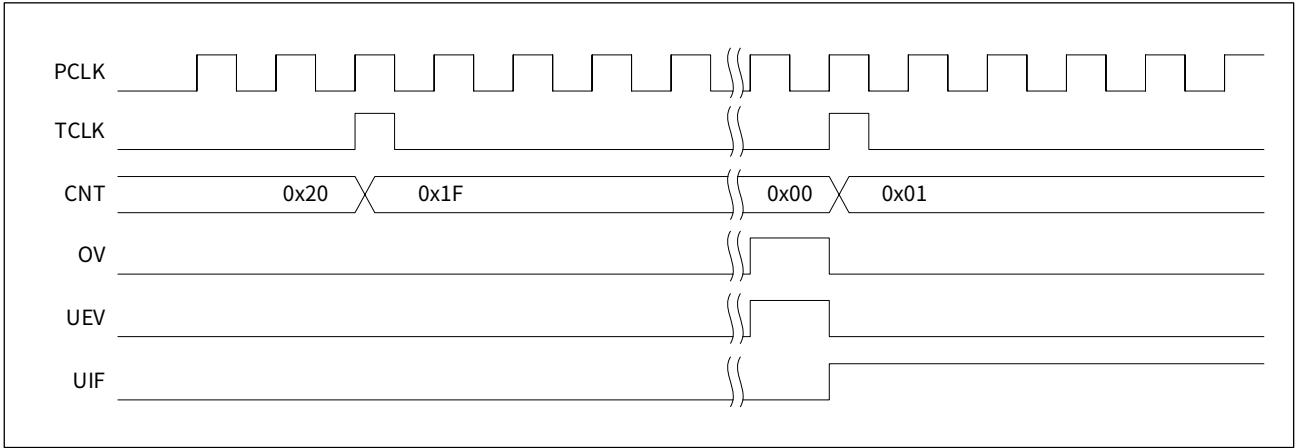 PCLK
TCLK
CNT 0x20 0x1F 0x00 0x01
OV
UEV
UIF